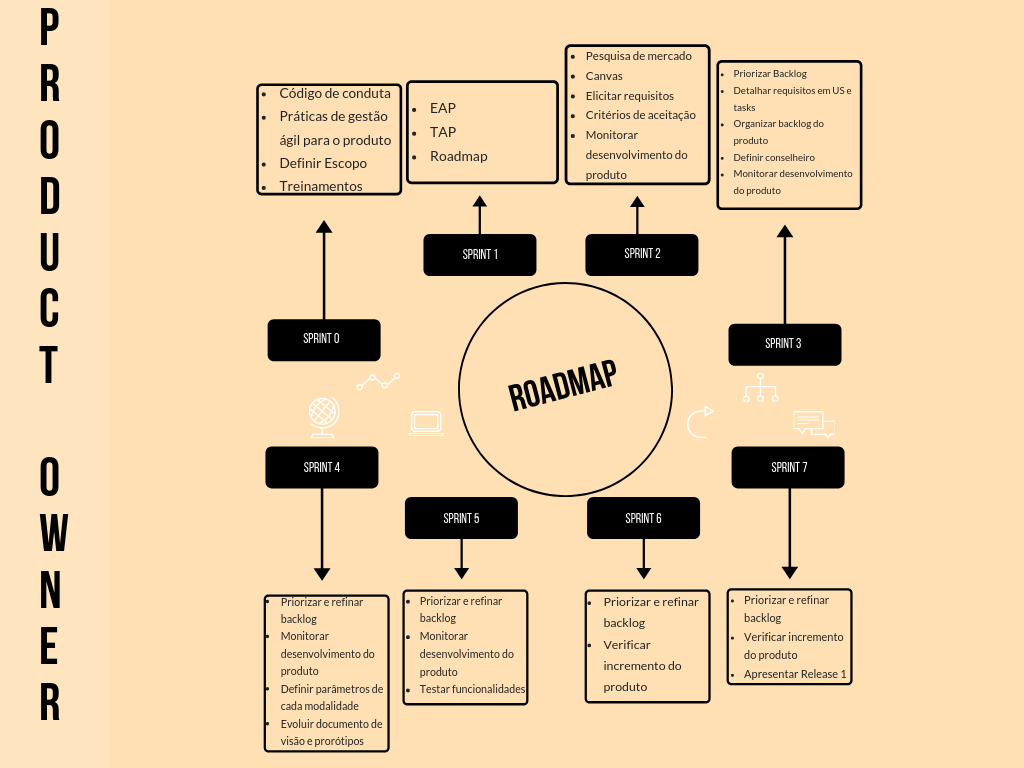 PRODUCT OWNER
Código de conduta
Práticas de gestão
ágil para o produto
Definir Escopo
Treinamentos
EAP
TAP
Roadmap
Pesquisa de mercado
Canvas
Elicitar requisitos
Critérios de aceitação
Monitorar
desenvolvimento do
produto
Priorizar Backlog
Detalhar requisitos em US e
tasks
Organizar backlog do
produto
Definir conselheiro
Monitorar desenvolvimento
do produto
SPRINT 0
SPRINT 1
SPRINT 2
SPRINT 3
ROADMAP
SPRINT 4
SPRINT 5
SPRINT 6
SPRINT 7
Priorizar e refinar
backlog
Monitorar
desenvolvimento do
produto
Definir parâmetros de
cada modalidade
Evoluir documento de
visão e prorótipos
Priorizar e refinar
backlog
Monitorar
desenvolvimento do
produto
Testar funcionalidades
Priorizar e refinar
backlog
Verificar
incremento do
produto
Priorizar e refinar
backlog
Verificar incremento
do produto
Apresentar Release 1